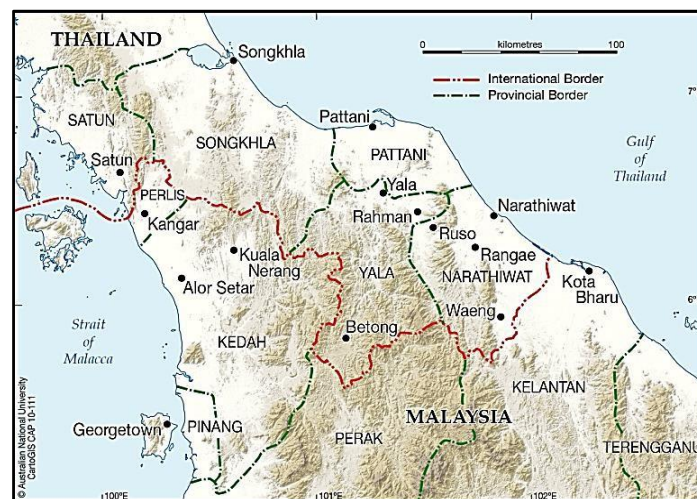 THAILAND
Songkhla
0
kilometres
100
International Border
Provincial Border
SATUN
SONGKHLA
Pattani
PATTANI
7°
Gulf
of
Thailand
Satun
PERLIS
Kangar
Yala
Rahman
Ruso
Narathiwat
Rangae
Kuala
Nerang
YALA
NARATHIWAT
Kota
Bharu
Alor Setar
Waeng
6°
Strait
of
Malacca
KEDAH
Betong
KELANTAN
Georgetown
PINANG
PERAK
MALAYSIA
TERENGGANU
© Australian National University
CartoGIS CAP 10-111
100°E
101°E
102°E